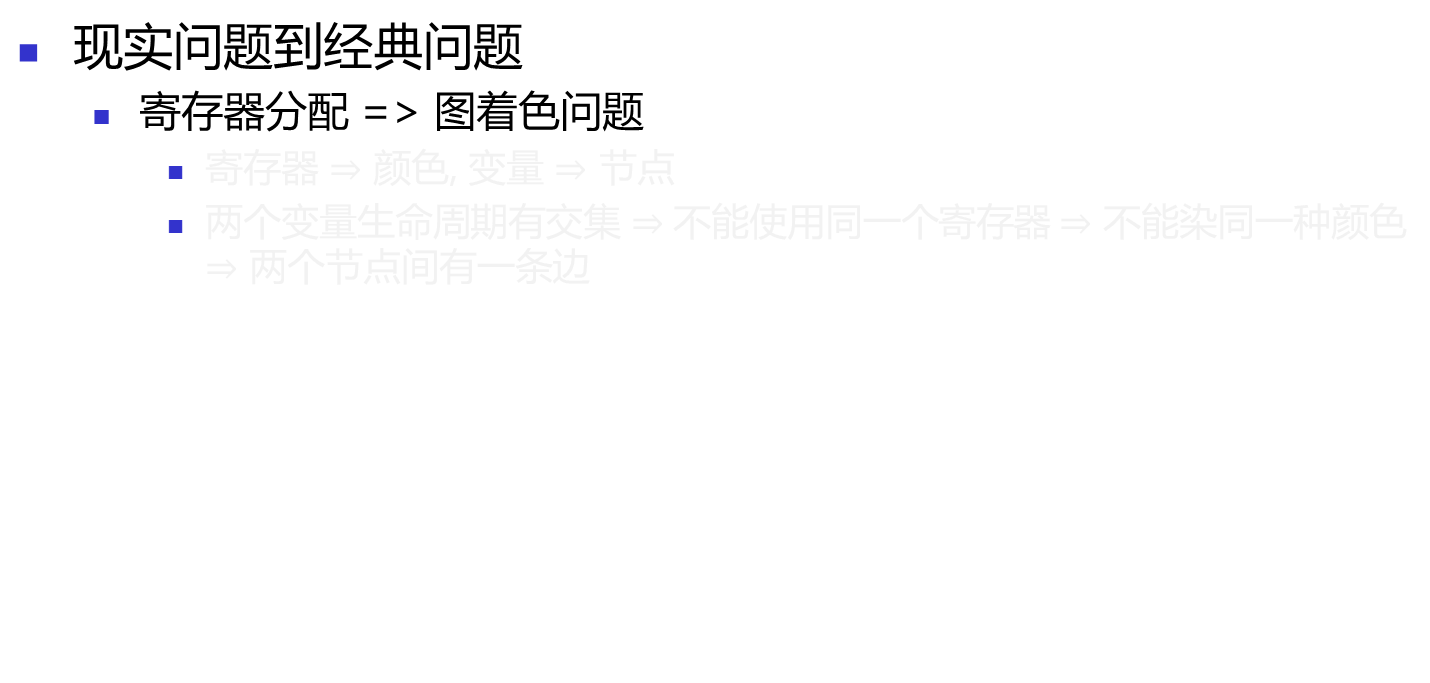 现实问题到经典问题
寄存器分配 => 图着色问题
寄存器 ⇒ 颜色, 变量 ⇒ 节点
两个变量生命周期有交集 ⇒ 不能使用同一个寄存器 ⇒ 不能染同一种颜色
⇒ 两个节点间有一条边